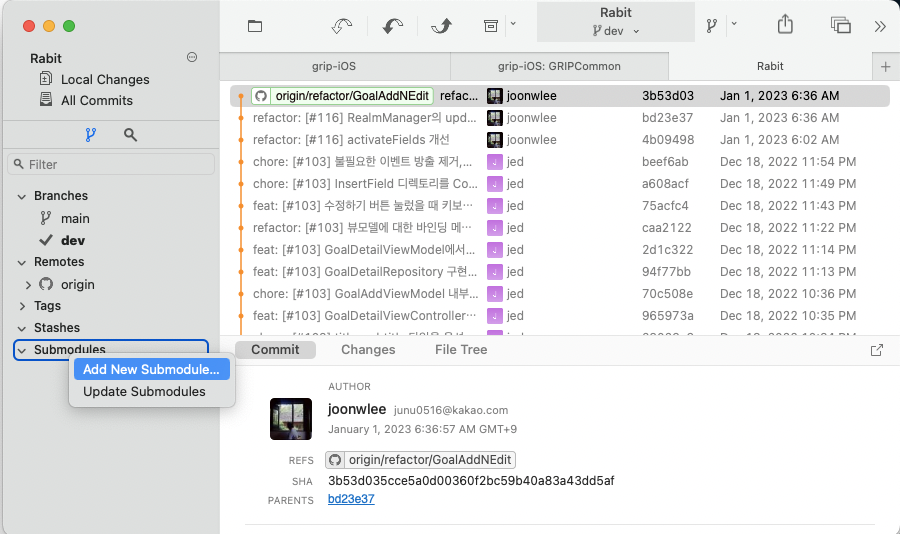 Rabit
dev
Rabit
Local Changes
All Commits
Filter
Branches
main
dev
Remotes
origin
Tags
Stashes
Submodules
Add New Submodule...
Update Submodules
grip-iOS
grip-iOS: GRIPCommon
Rabit
origin/refactor/GoalAddNEdit refac… joonwlee 3b53d03 Jan 1, 2023 6:36 AM
refactor: [#116] RealmManager의 upd… joonwlee bd23e37 Jan 1, 2023 6:36 AM
refactor: [#116] activateFields 개선 joonwlee 4b09498 Jan 1, 2023 6:02 AM
chore: [#103] 불필요한 이벤트 방출 제거,… jed beef6ab Dec 18, 2022 11:54 PM
chore: [#103] InsertField 디렉토리를 Co… jed a608acf Dec 18, 2022 11:49 PM
feat: [#103] 수정하기 버튼 눌렀을 때 키보… jed 75acfc4 Dec 18, 2022 11:43 PM
refactor: [#103] 뷰모델에 대한 바인딩 메… jed caa2122 Dec 18, 2022 11:22 PM
feat: [#103] GoalDetailViewModel에서… jed 2d1c322 Dec 18, 2022 11:14 PM
feat: [#103] GoalDetailRepository 구현… jed 94f77bb Dec 18, 2022 11:13 PM
chore: [#103] GoalAddViewModel 내부… jed 70c508e Dec 18, 2022 10:36 PM
feat: [#103] GoalDetailViewController… jed 965973a Dec 18, 2022 10:35 PM
Commit
Changes
File Tree
AUTHOR
joonwlee junu0516@kakao.com
January 1, 2023 6:36:57 AM GMT+9
REFS origin/refactor/GoalAddNEdit
SHA 3b53d035cce5a0d00360f2bc59b40a83a43dd5af
PARENTS bd23e37